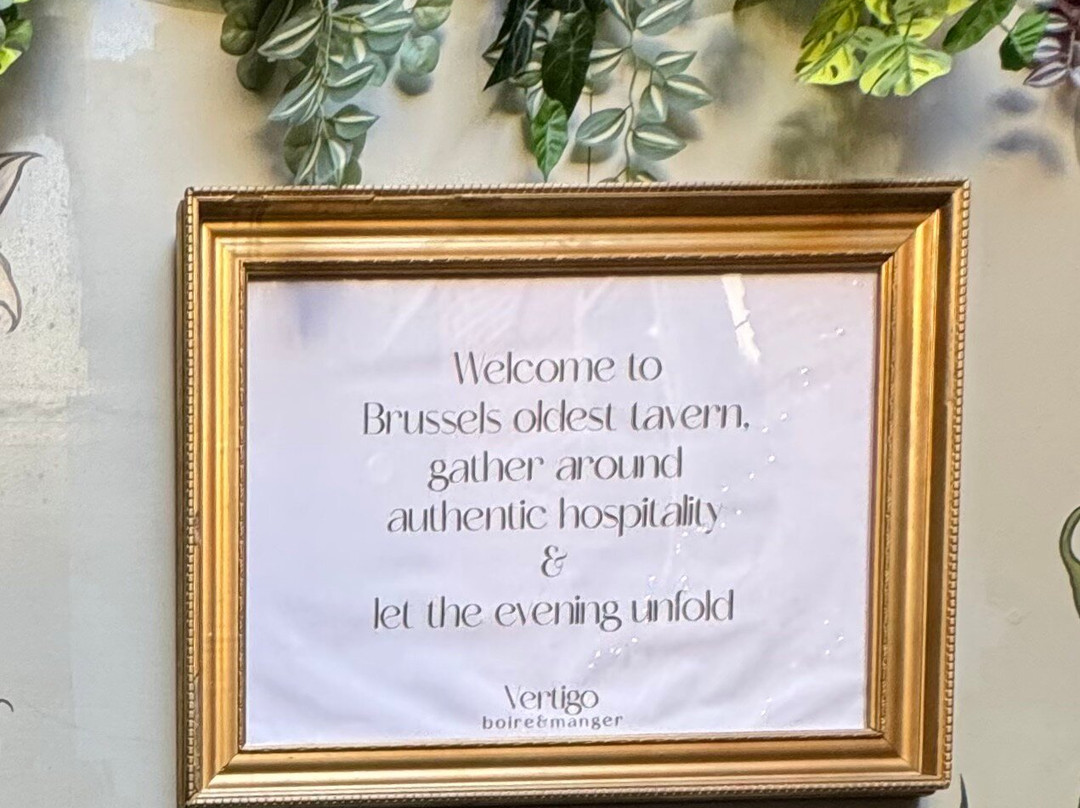 Welcome to
Brussels oldest tavern,
gather around
authentic hospitality
&
let the evening unfold
Vertigo
boire&manger